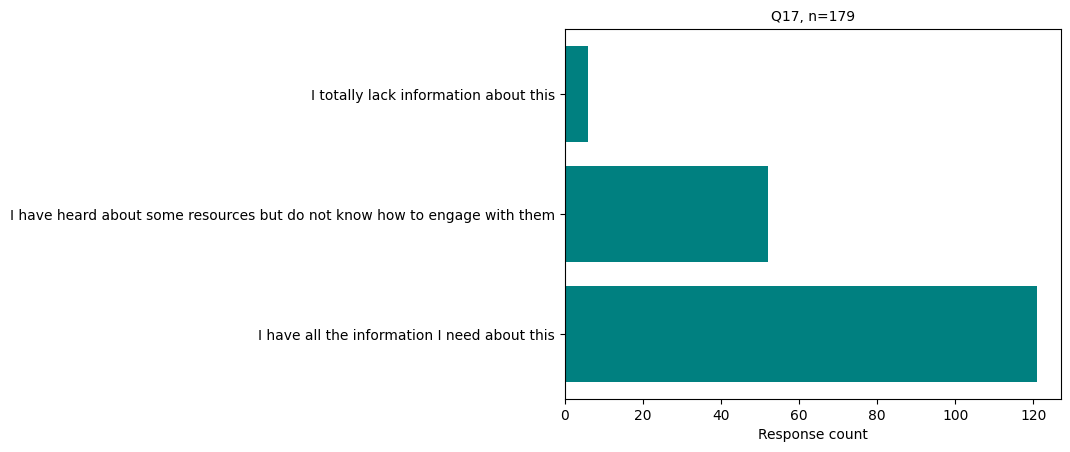 Q17, n=179
I totally lack information about this
I have heard about some resources but do not know how to engage with them
I have all the information I need about this
0 20 40 60 80 100 120
Response count